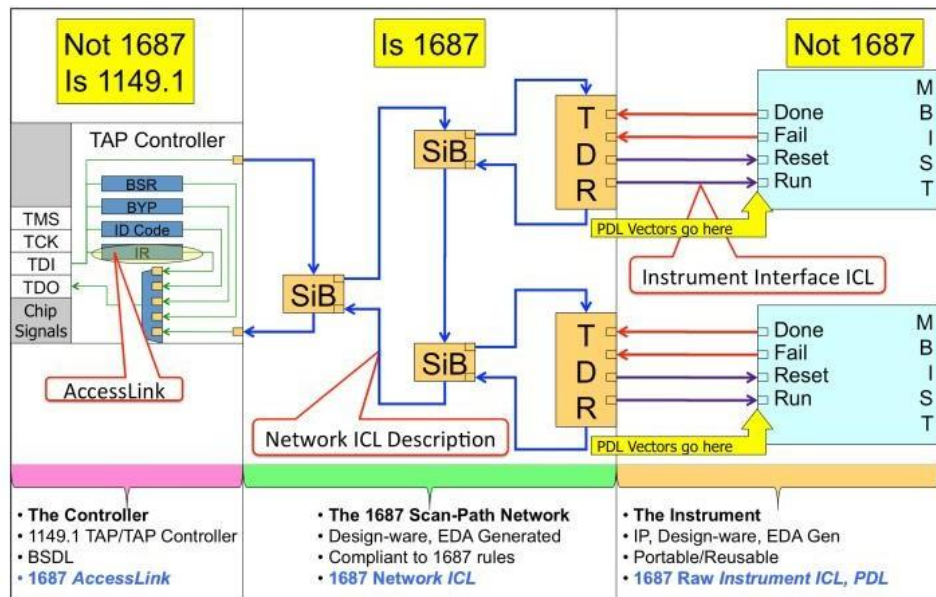 Not 1687
Is 1149.1
Is 1687
Not 1687
TAP Controller
BSR
BYP
ID Code
IR
TMS
TCK
TDI
TDO
Chip
Signals
AccessLink
SiB
SiB
SiB
Network ICL Description
T
D
R
T
D
R
Done
Fail
Reset
Run
M
B
I
S
T
PDL Vectors go here
Instrument Interface ICL
Done
Fail
Reset
Run
M
B
I
S
T
PDL Vectors go here
• The Controller
• 1149.1 TAP/TAP Controller
• BSDL
• 1687 AccessLink
• The 1687 Scan-Path Network
• Design-ware, EDA Generated
• Compliant to 1687 rules
• 1687 Network ICL
• The Instrument
• IP, Design-ware, EDA Gen
• Portable/Reusable
• 1687 Raw Instrument ICL, PDL